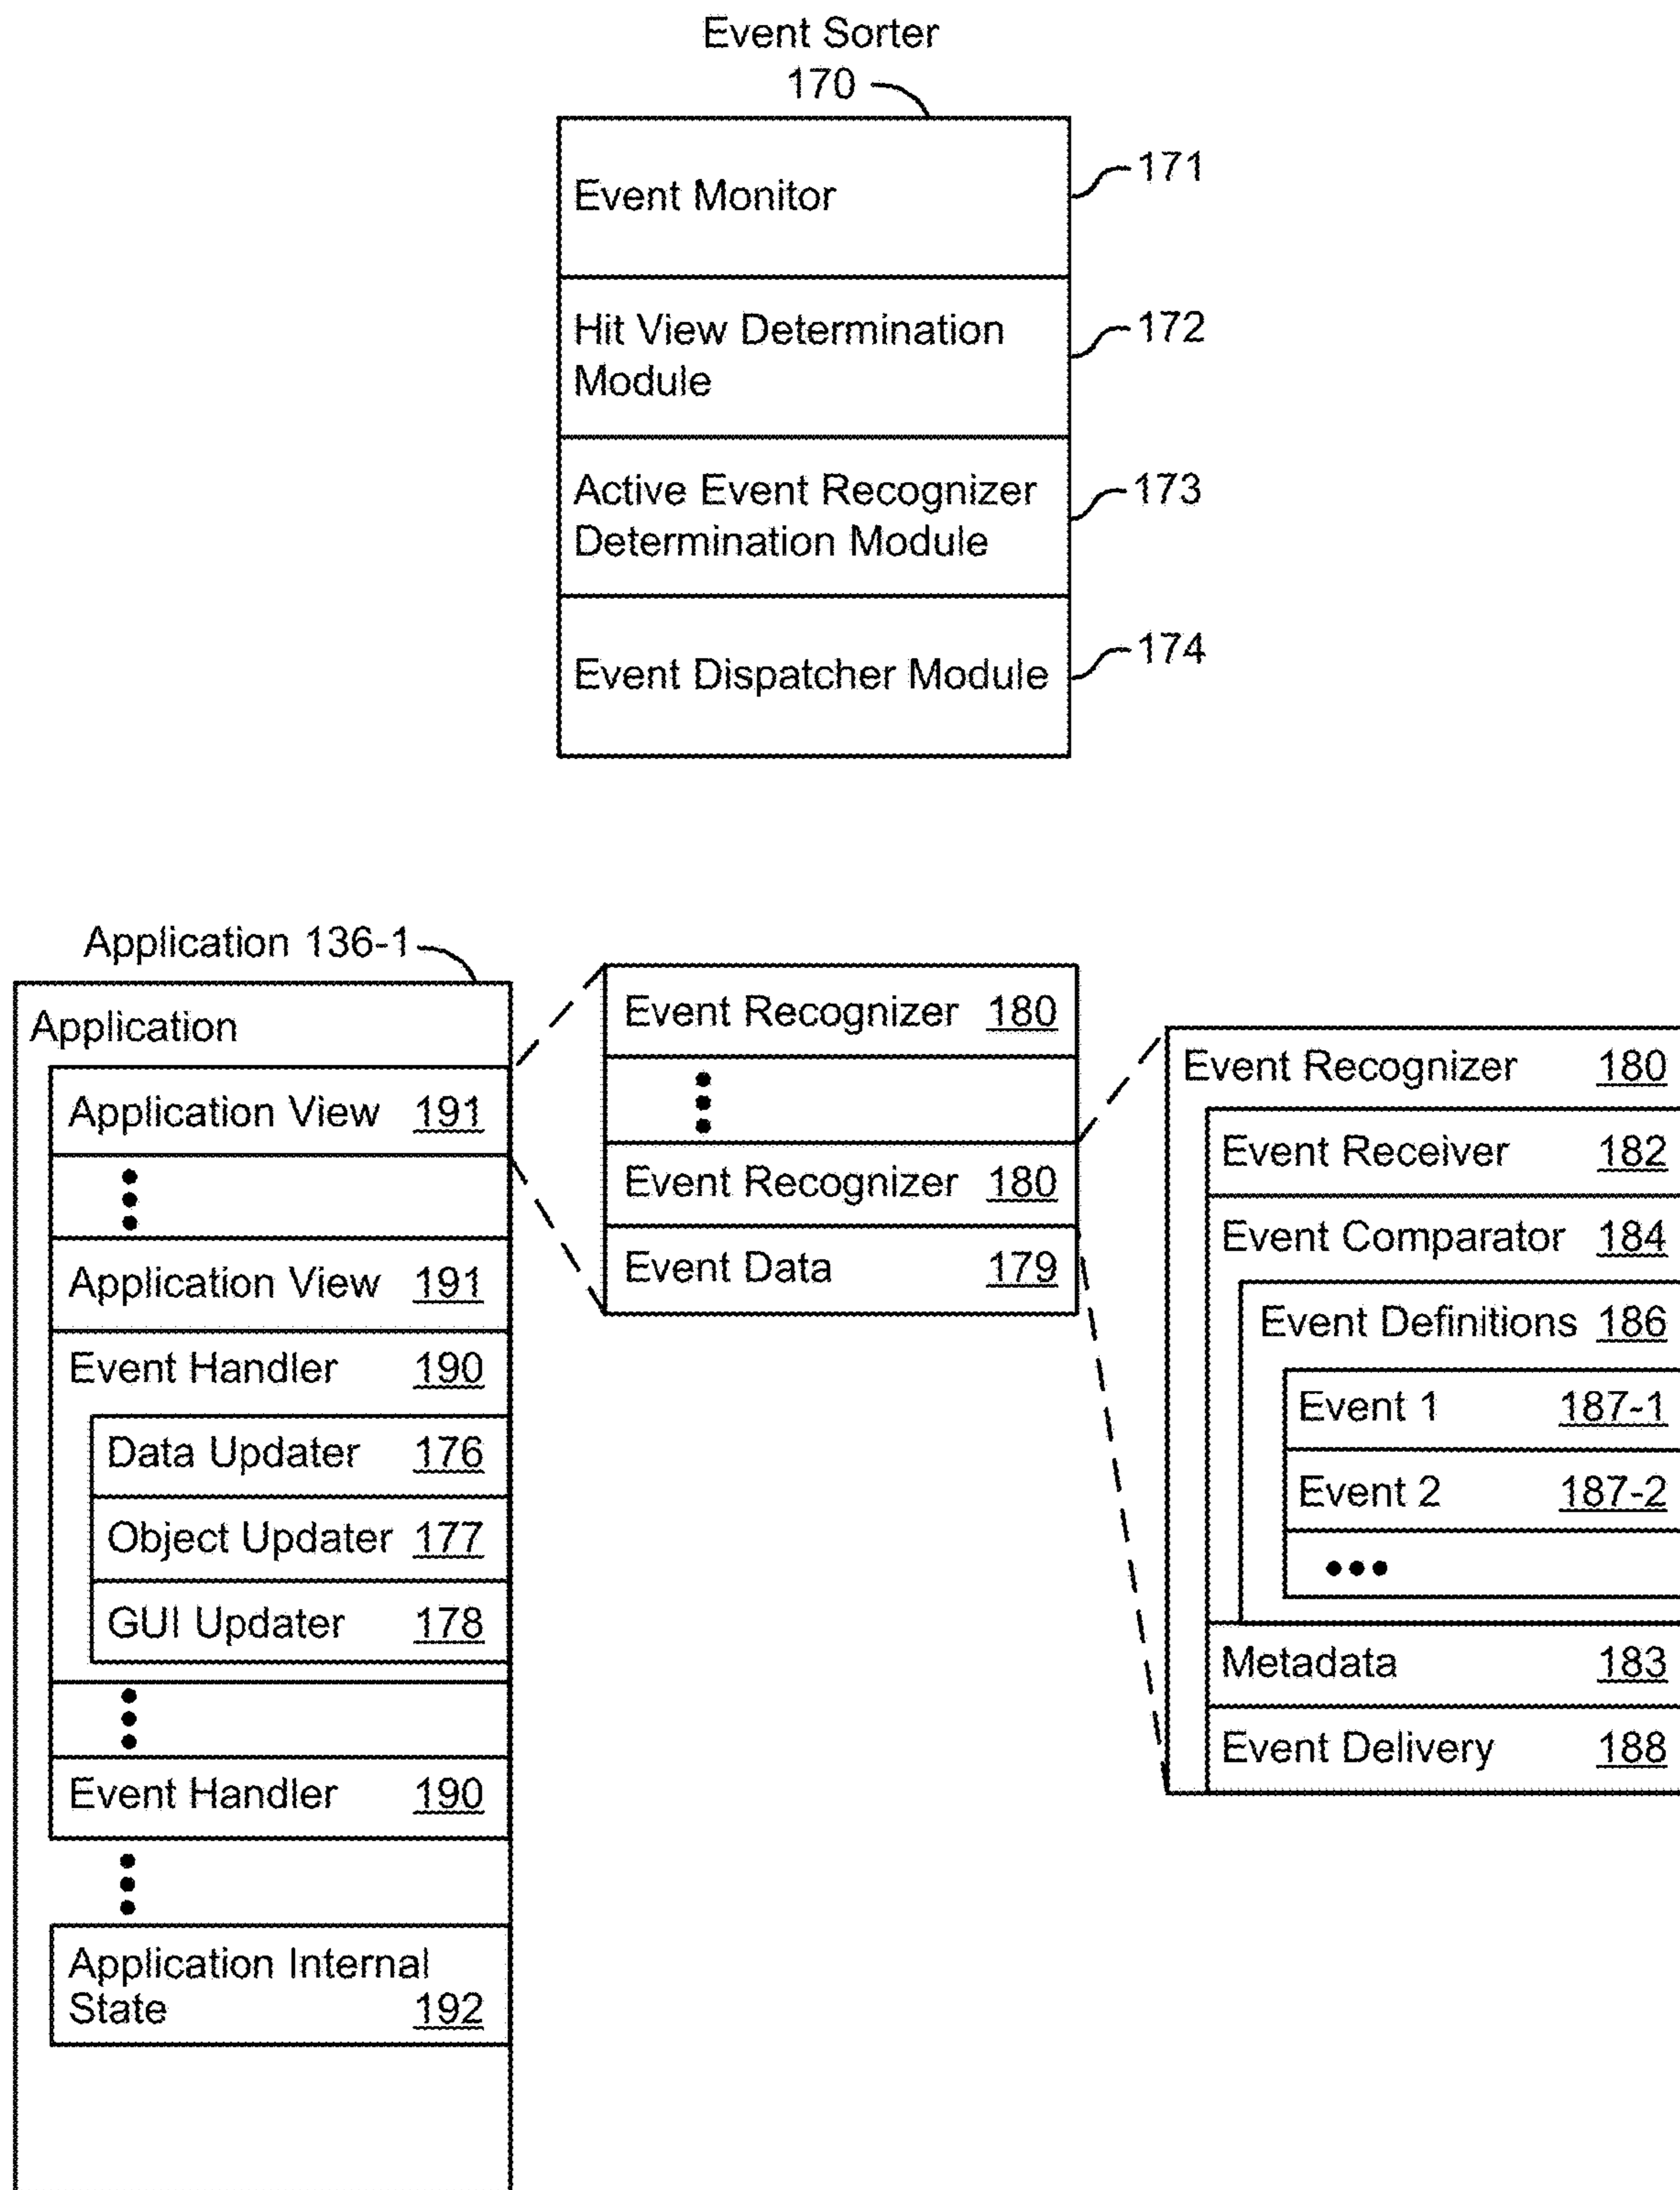 Event Sorter
170
Event Monitor
171
Hit View Determination
Module
172
Active Event Recognizer
Determination Module
173
Event Dispatcher Module
174
Application 136-1
Application
Application View 191
Application View 191
Event Handler 190
Data Updater 176
Object Updater 177
GUI Updater 178
Event Handler 190
Application Internal
State 192
Event Recognizer 180
Event Recognizer 180
Event Data 179
Event Recognizer 180
Event Receiver 182
Event Comparator 184
Event Definitions 186
Event 1 187-1
Event 2 187-2
Metadata 183
Event Delivery 188